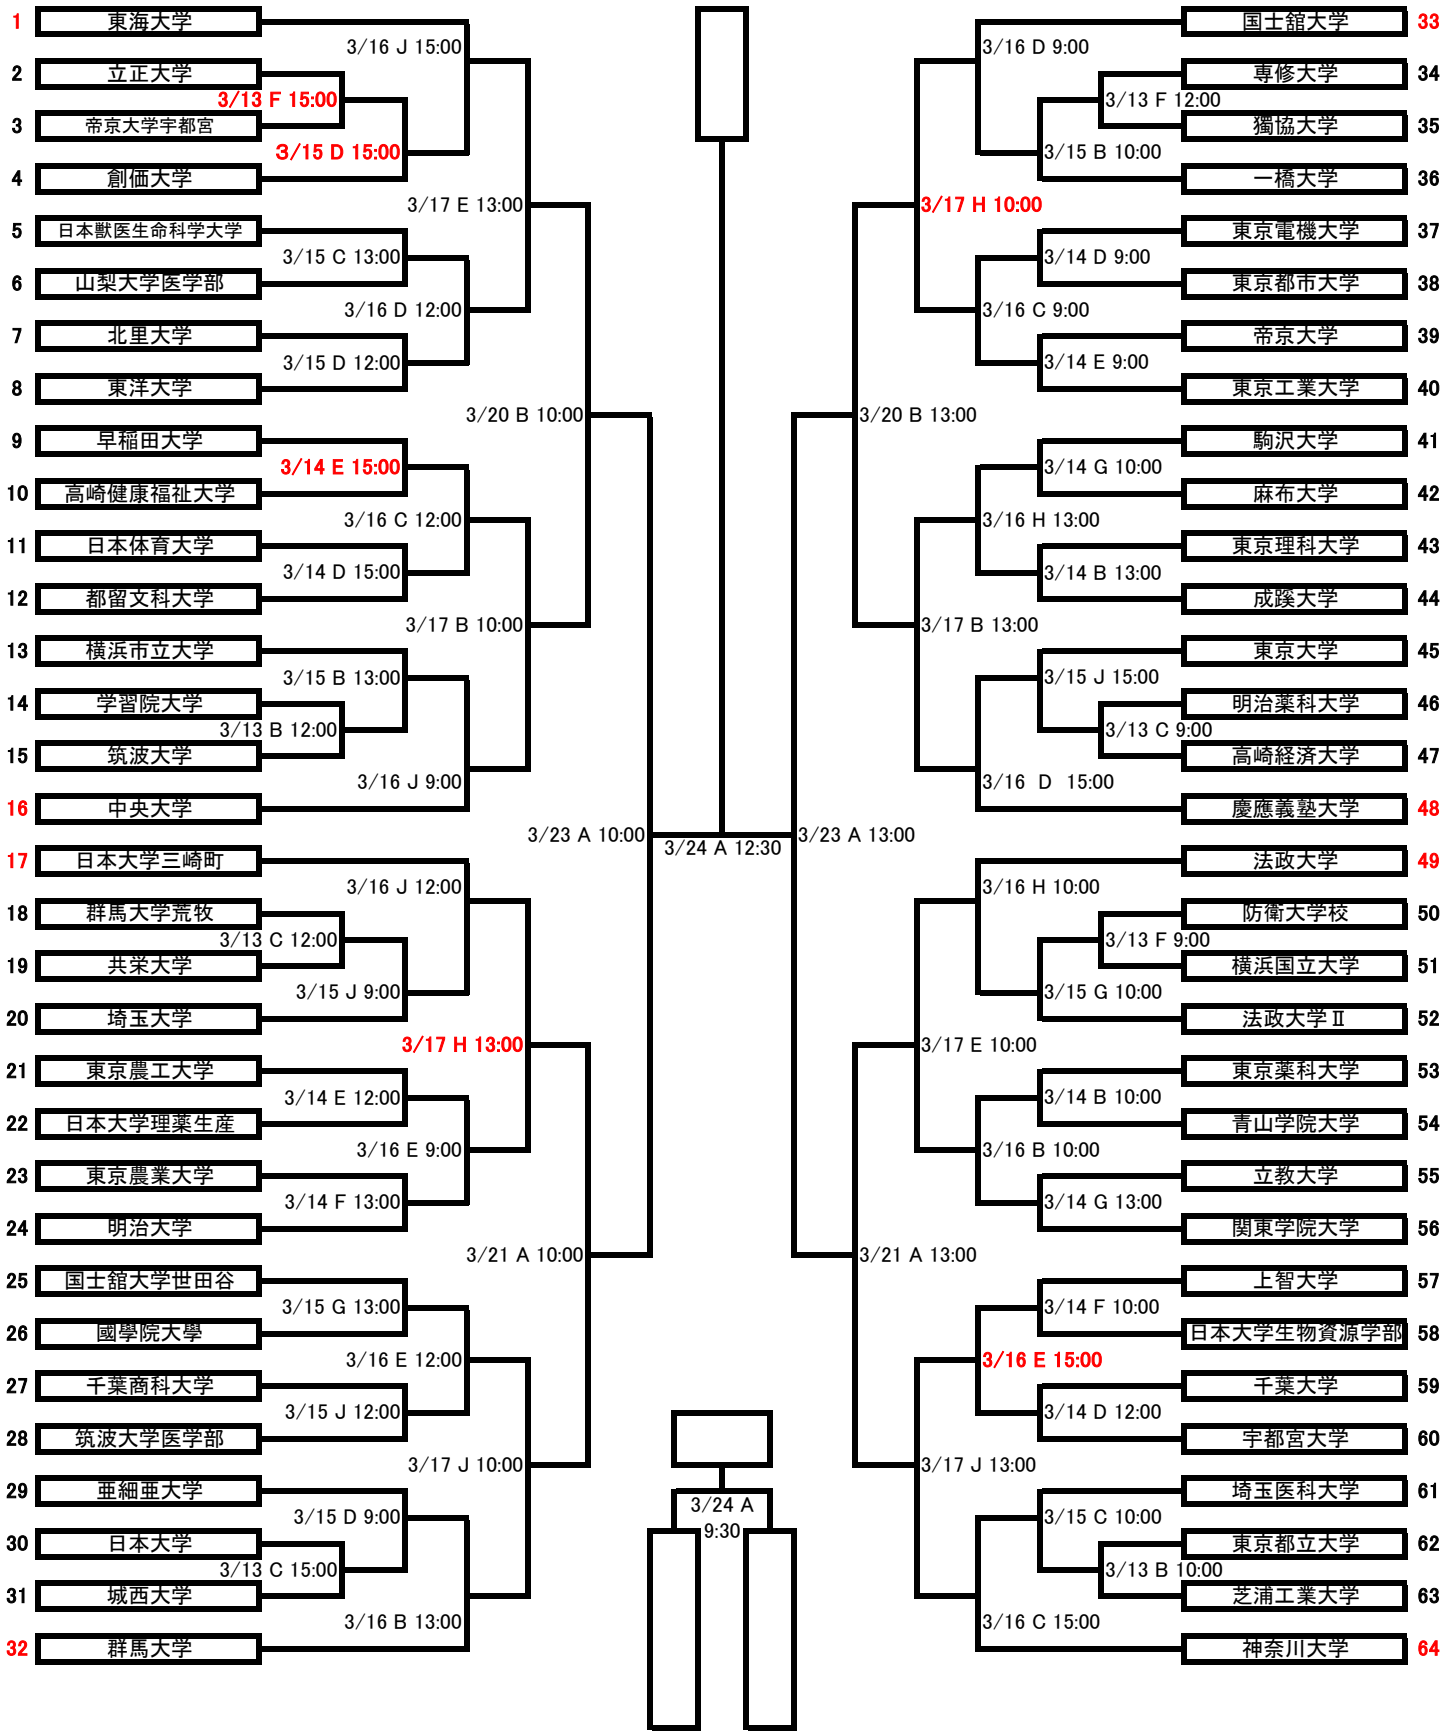 1 東海大学
3/16 J 15:00
2 立正大学
3/13 F 15:00
3 帝京大学宇都宮
3/15 D 15:00
4 創価大学
3/17 E 13:00
5 日本獣医生命科学大学
3/15 C 13:00
6 山梨大学医学部
3/16 D 12:00
7 北里大学
3/15 D 12:00
8 東洋大学
3/20 B 10:00
9 早稲田大学
3/14 E 15:00
10 高崎健康福祉大学
3/16 C 12:00
11 日本体育大学
3/14 D 15:00
12 都留文科大学
3/17 B 10:00
13 横浜市立大学
3/15 B 13:00
14 学習院大学
3/13 B 12:00
15 筑波大学
3/16 J 9:00
16 中央大学
3/23 A 10:00
17 日本大学三崎町
3/16 J 12:00
18 群馬大学荒牧
3/13 C 12:00
19 共栄大学
3/15 J 9:00
20 埼玉大学
3/17 H 13:00
21 東京農工大学
3/14 E 12:00
22 日本大学理薬生産
3/16 E 9:00
23 東京農業大学
3/14 F 13:00
24 明治大学
3/21 A 10:00
25 国士舘大学世田谷
3/15 G 13:00
26 國學院大學
3/16 E 12:00
27 千葉商科大学
3/15 J 12:00
28 筑波大学医学部
3/17 J 10:00
29 亜細亜大学
3/15 D 9:00
30 日本大学
3/13 C 15:00
31 城西大学
3/16 B 13:00
32 群馬大学
3/24 A 12:30
3/24 A
9:30
国士舘大学 33
3/16 D 9:00
専修大学 34
3/13 F 12:00
獨協大学 35
3/15 B 10:00
一橋大学 36
3/17 H 10:00
東京電機大学 37
3/14 D 9:00
東京都市大学 38
3/16 C 9:00
帝京大学 39
3/14 E 9:00
東京工業大学 40
3/20 B 13:00
駒沢大学 41
3/14 G 10:00
麻布大学 42
3/16 H 13:00
東京理科大学 43
3/14 B 13:00
成蹊大学 44
3/17 B 13:00
東京大学 45
3/15 J 15:00
明治薬科大学 46
3/13 C 9:00
高崎経済大学 47
3/16 D 15:00
慶應義塾大学 48
3/23 A 13:00
法政大学 49
3/16 H 10:00
防衛大学校 50
3/13 F 9:00
横浜国立大学 51
3/15 G 10:00
法政大学Ⅱ 52
3/17 E 10:00
東京薬科大学 53
3/14 B 10:00
青山学院大学 54
3/16 B 10:00
立教大学 55
3/14 G 13:00
関東学院大学 56
3/21 A 13:00
上智大学 57
3/14 F 10:00
日本大学生物資源学部 58
3/16 E 15:00
千葉大学 59
3/14 D 12:00
宇都宮大学 60
3/17 J 13:00
埼玉医科大学 61
3/15 C 10:00
東京都立大学 62
3/13 B 10:00
芝浦工業大学 63
3/16 C 15:00
神奈川大学 64